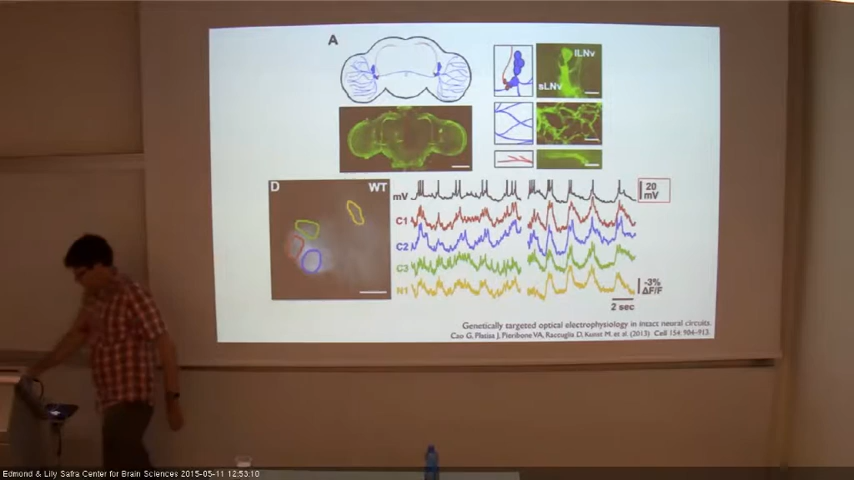 A
lLNv
sLNv
D
WT
mV
20
mV
C1
C2
C3
N1
-3%
ΔF/F
2 sec
Genetically targeted optical electrophysiology in intact neural circuits.
Cao G, Platisa J, Pieribone VA, Raccuglia D, Kunst M, et al. (2013) Cell 154: 904–913.
Edmond & Lily Safra Center for Brain Sciences 2015-05-11 12:53:10